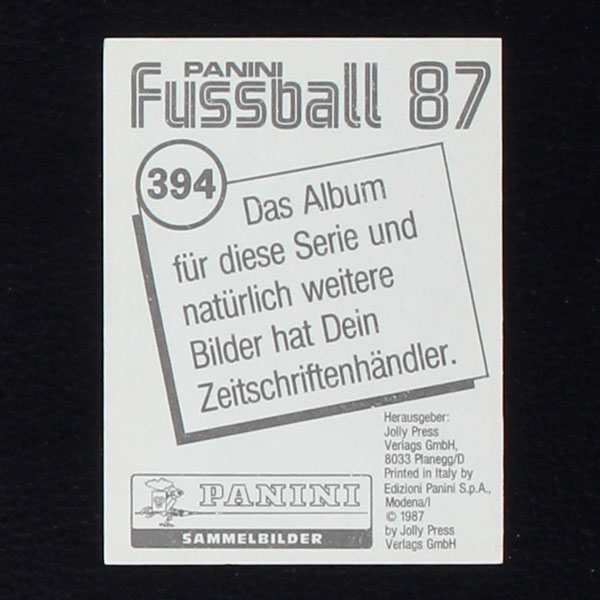 PANINI
Fussball 87
394
Das Album
für diese Serie und
natürlich weitere
Bilder hat Dein
Zeitschriftenhändler.
Herausgeber:
Jolly Press
Verlags GmbH,
8033 Planegg/D
Printed in Italy by
Edizioni Panini S.p.A.,
Modena/I
© 1987
by Jolly Press
Verlags GmbH
PANINI
SAMMELBILDER